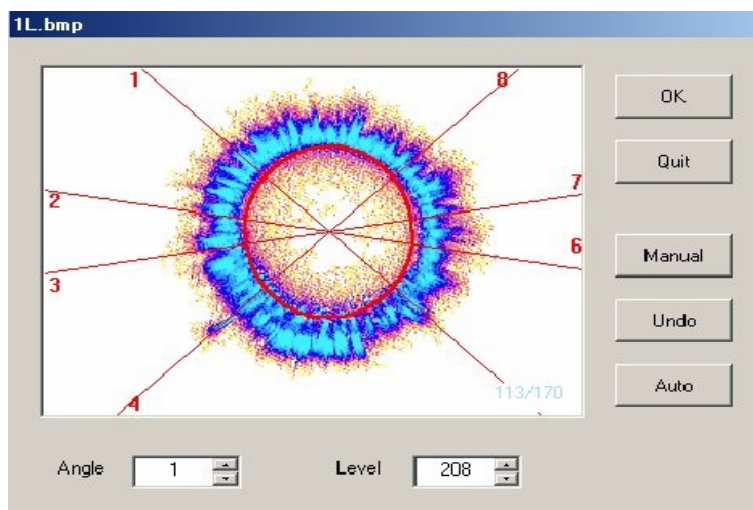 1L.bmp
1
8
OK
2
7
Quit
3
6
Manual
Undo
4
113/170
Auto
Angle 1 Level 208